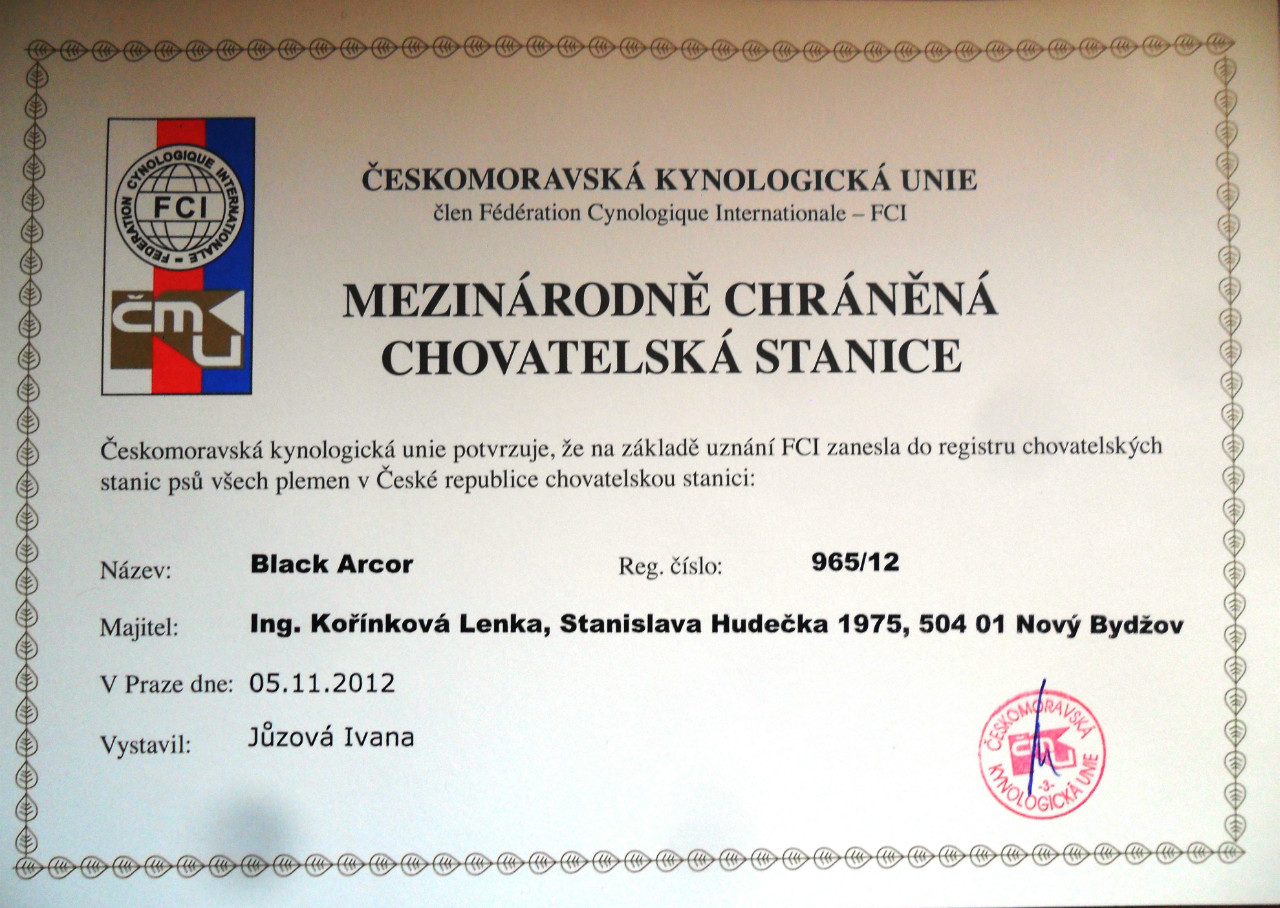 FEDERATION CYNOLOGIQUE INTERNATIONALE –
FCI
ČMKU
ČESKOMORAVSKÁ KYNOLOGICKÁ UNIE
člen Fédération Cynologique Internationale – FCI
MEZINÁRODNĚ CHRÁNĚNÁ
CHOVATELSKÁ STANICE
Českomoravská kynologická unie potvrzuje, že na základě uznání FCI zanesla do registru chovatelských
stanic psů všech plemen v České republice chovatelskou stanici:
Název: Black Arcor Reg. číslo: 965/12
Majitel: Ing. Kořínková Lenka, Stanislava Hudečka 1975, 504 01 Nový Bydžov
V Praze dne: 05.11.2012
Vystavil: Jůzová Ivana
ČESKOMORAVSKÁ
KYNOLOGICKÁ UNIE
-3-